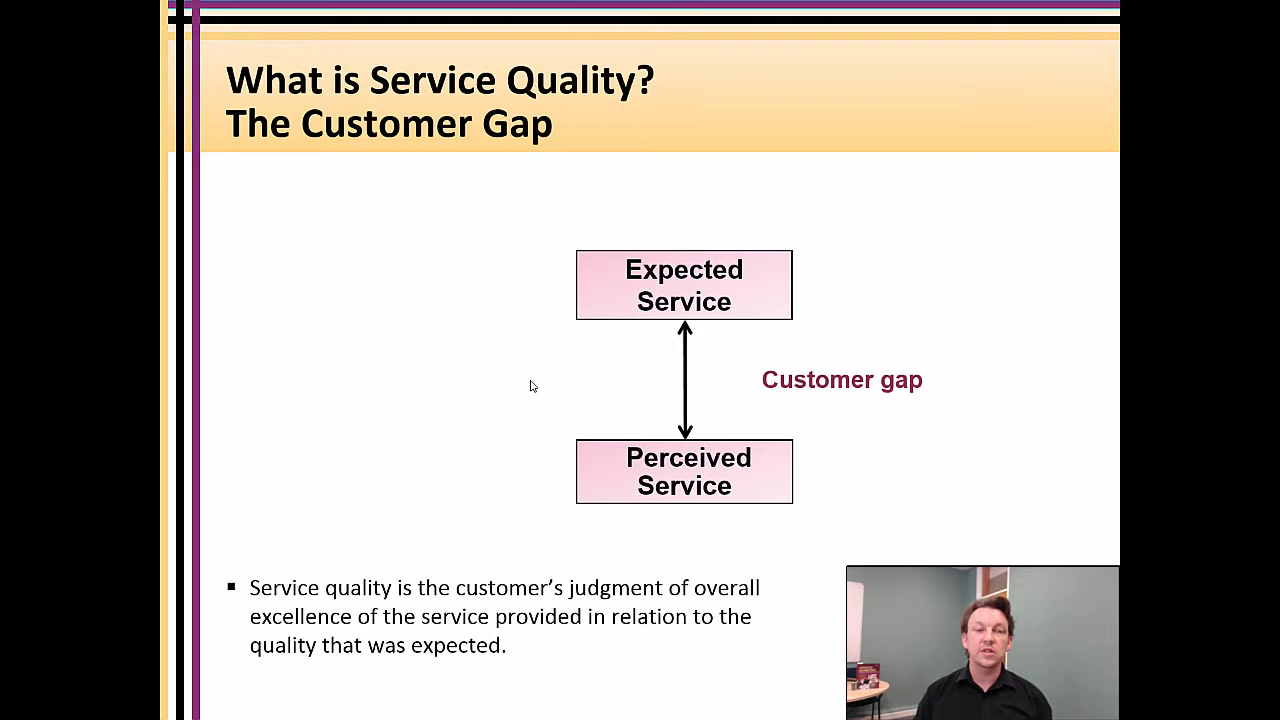 What is Service Quality?
The Customer Gap
Expected
Service
Customer gap
Perceived
Service
▪ Service quality is the customer’s judgment of overall
excellence of the service provided in relation to the
quality that was expected.